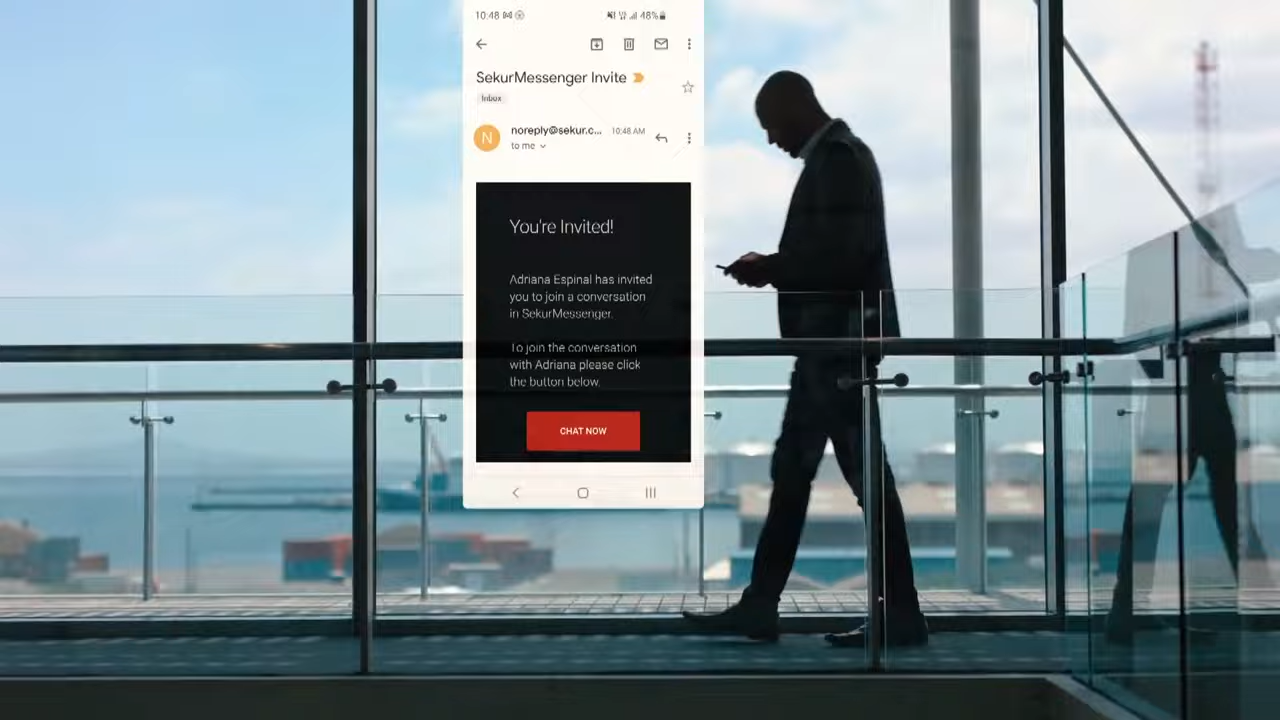 10:48 48%
SekurMessenger Invite
Inbox
N
noreply@sekur.c... 10:48 AM
to me
You're Invited!
Adriana Espinal has invited
you to join a conversation
in SekurMessenger.
To join the conversation
with Adriana please click
the button below.
CHAT NOW